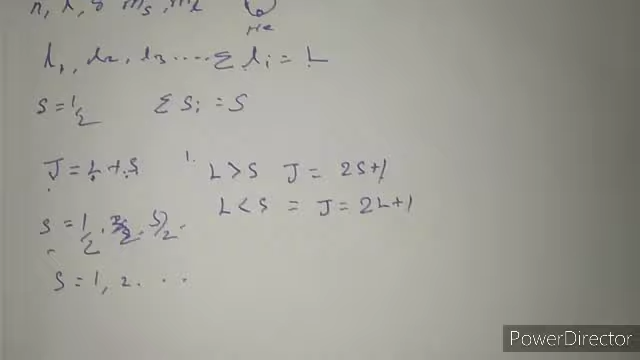 n, l, s, ms, ml
He
l1, l2, l3 ..... Σ li = L
S = 1/2 Σ Si = S
J = L + S 1. L > S J = 2S+1
L < S = J = 2L+1
S = 1/2, 3/2, 5/2.
S = 1, 2 . . .
PowerDirector